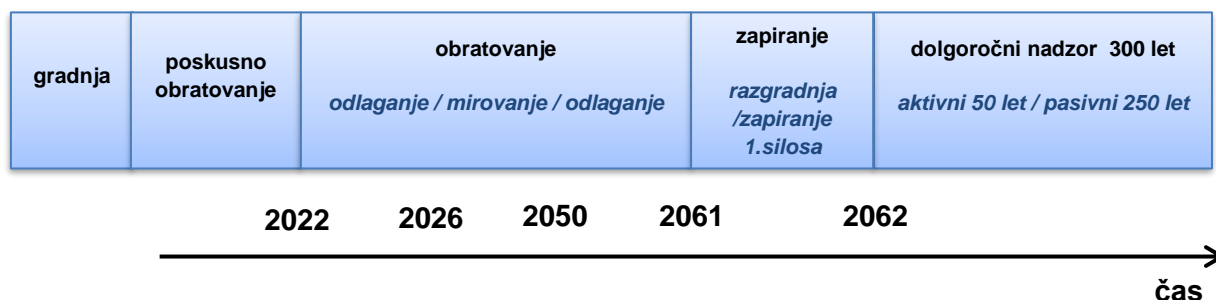 gradnja
poskusno
obratovanje
obratovanje
odlaganje / mirovanje / odlaganje
zapiranje
razgradnja
/zapiranje
1.silosa
dolgoročni nadzor 300 let
aktivni 50 let / pasivni 250 let
2022
2026
2050
2061
2062
čas